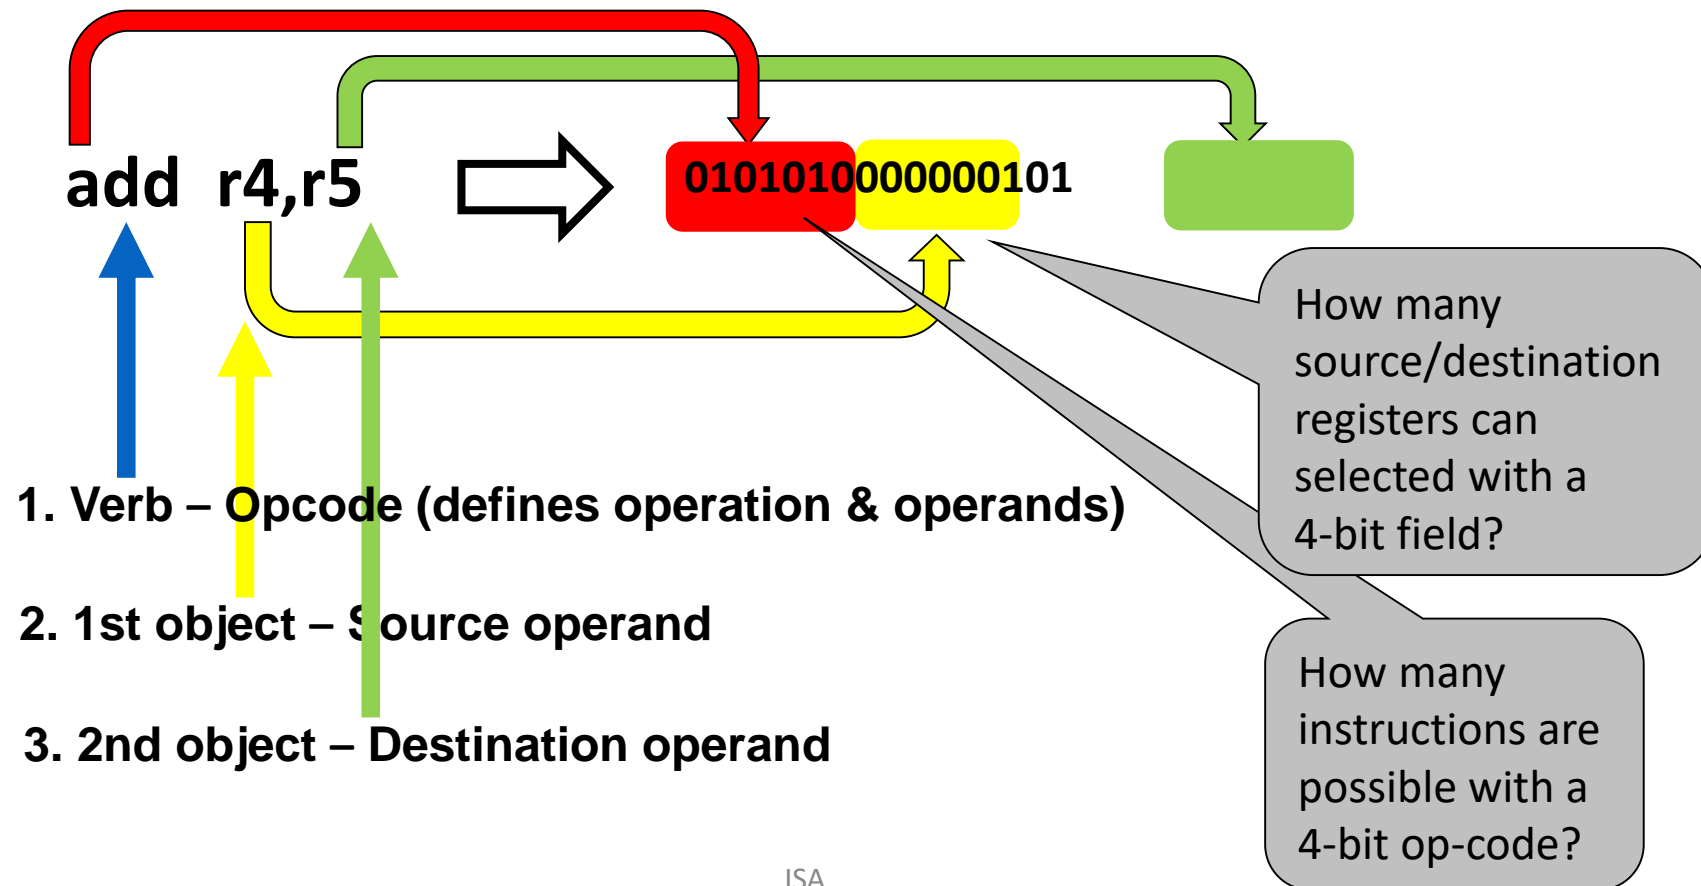 add r4,r5
0101010000000101
How many
source/destination
registers can
selected with a
4-bit field?
1. Verb – Opcode (defines operation & operands)
2. 1st object – Source operand
How many
instructions are
possible with a
4-bit op-code?
3. 2nd object – Destination operand
ISA